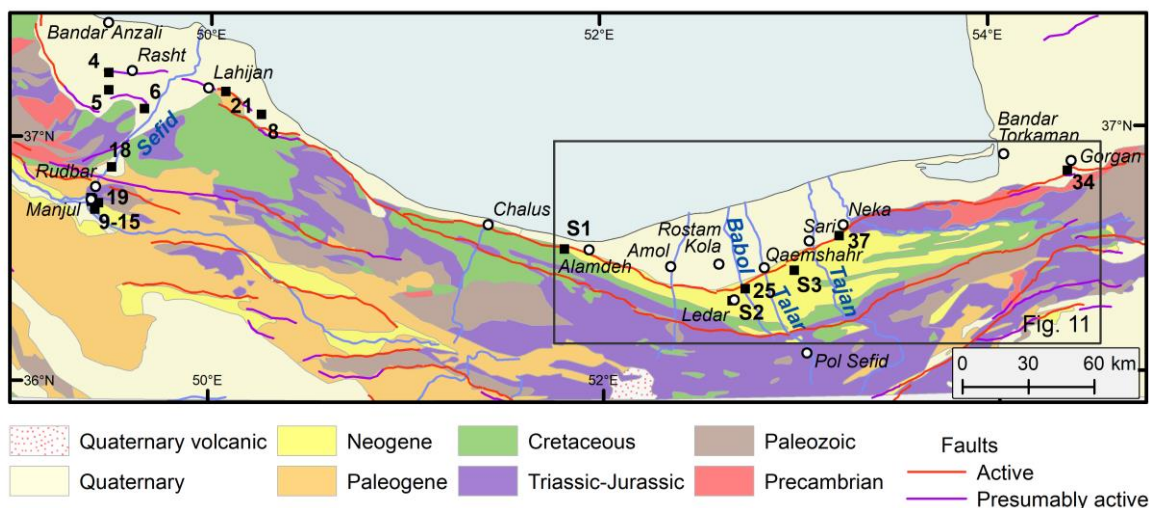 50°E
52°E
54°E
Bandar Anzali
4
Rasht
5
6
Lahijan
21
8
Sefid
37°N
37°N
18
Rudbar
19
Manjul
9-15
Chalus
S1
Alamdeh
Amol
Rostam
Kola
Babol
Qaemshahr
Sari
Neka
37
S3
25
S2
Ledar
Talar
Tajan
Bandar
Torkaman
Gorgan
34
Fig. 11
Pol Sefid
36°N
50°E
52°E
0 30 60 km
Quaternary volcanic
Neogene
Cretaceous
Paleozoic
Faults
Quaternary
Paleogene
Triassic-Jurassic
Precambrian
Active
Presumably active